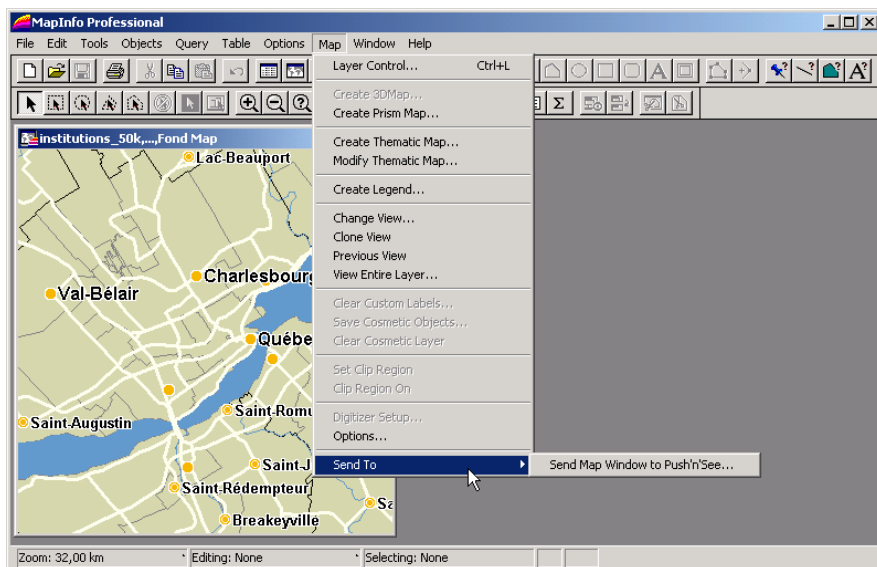 MapInfo Professional
File Edit Tools Objects Query Table Options Map Window Help
Layer Control... Ctrl+L
Create 3DMap...
Create Prism Map...
Create Thematic Map...
Modify Thematic Map...
Create Legend...
Change View...
Clone View
Previous View
View Entire Layer...
Clear Custom Labels...
Save Cosmetic Objects...
Clear Cosmetic Layer
Set Clip Region
Clip Region On
Digitizer Setup...
Options...
Send To
Send Map Window to Push'n'See...
A
?
?
?
A?
?
Σ
institutions_50k,...,Fond Map
Lac-Beauport
Charlesbourg
Val-Bélair
Québe
Saint-Romu
Saint-Augustin
Saint-J
Saint-Rédempteur
Sa
Breakeyville
Zoom: 32,00 km
Editing: None
Selecting: None